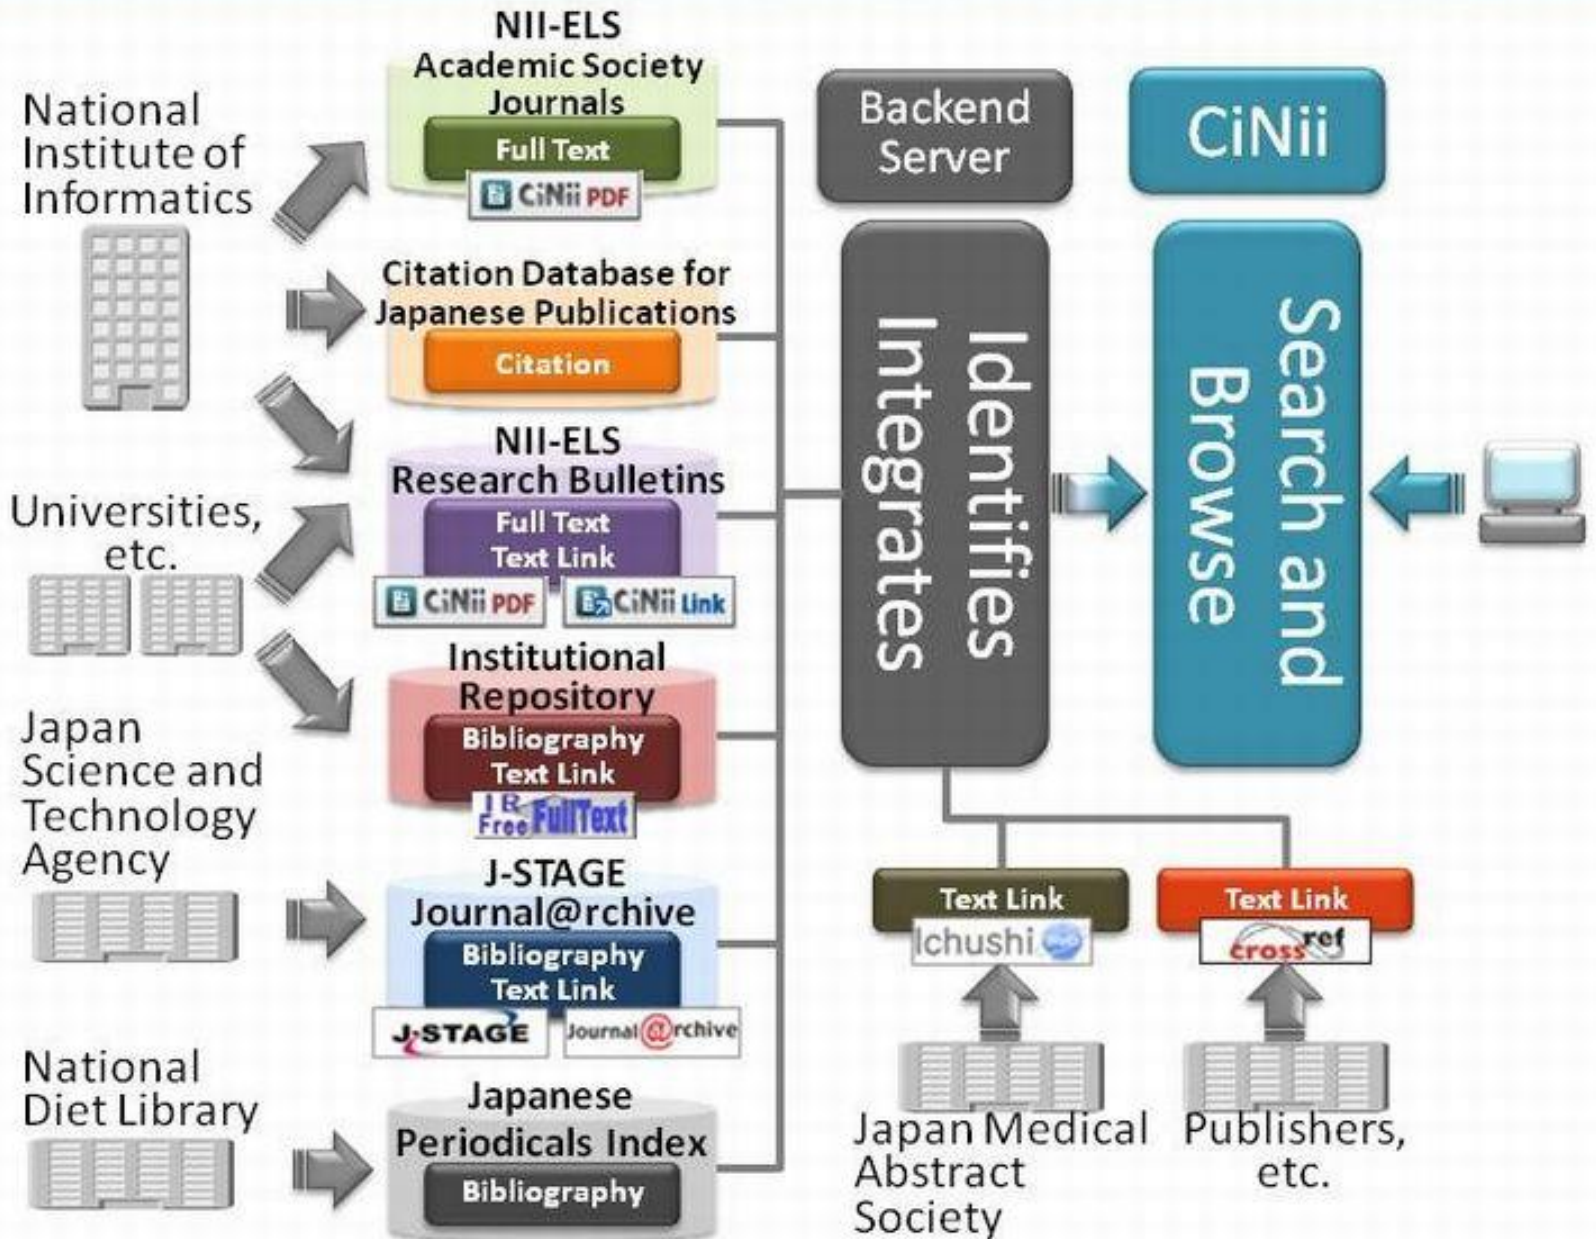 National
Institute of
Informatics
Universities,
etc.
Japan
Science and
Technology
Agency
National
Diet Library
NII-ELS
Academic Society
Journals
Full Text
CiNii PDF
Citation Database for
Japanese Publications
Citation
NII-ELS
Research Bulletins
Full Text
Text Link
CiNii PDF
CiNii Link
Institutional
Repository
Bibliography
Text Link
IR
Free FullText
J-STAGE
Journal@rchive
Bibliography
Text Link
J-STAGE
Journal@rchive
Japanese
Periodicals Index
Bibliography
Backend
Server
Identifies
Integrates
CiNii
Search and
Browse
Text Link
Ichushi
Japan Medical
Abstract
Society
Text Link
crossref
Publishers,
etc.